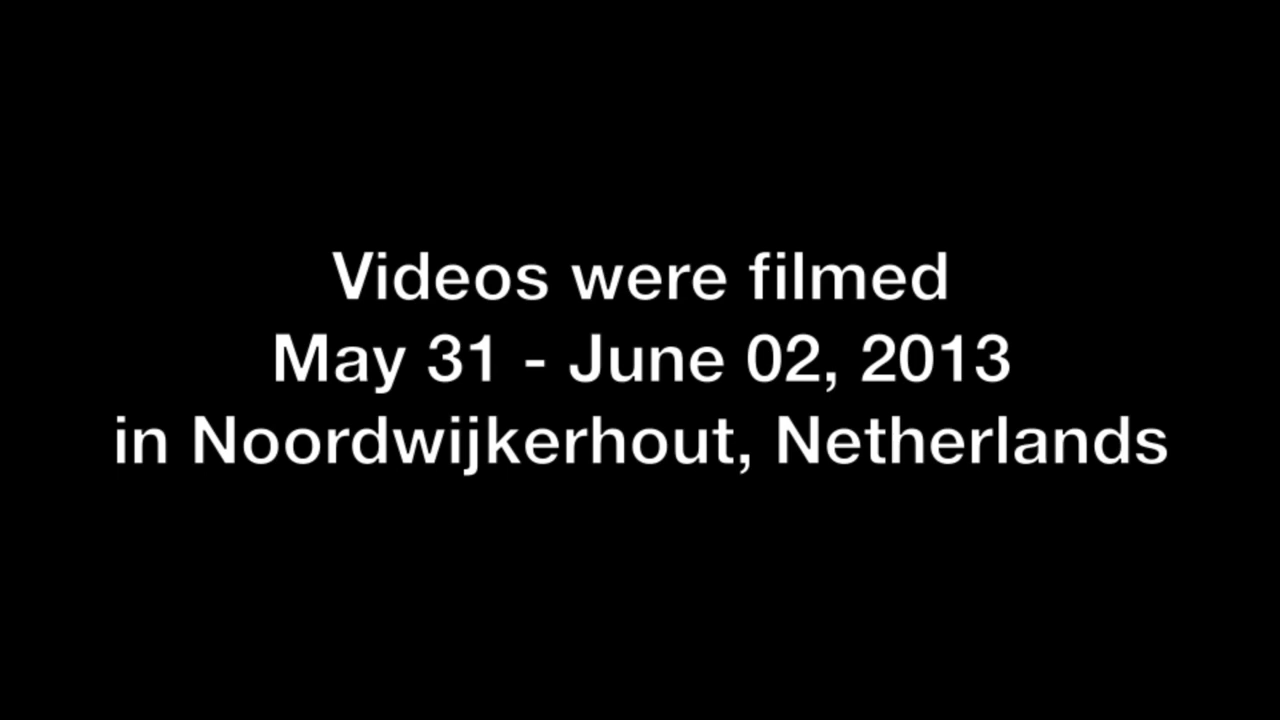 Videos were filmed
May 31 - June 02, 2013
in Noordwijkerhout, Netherlands